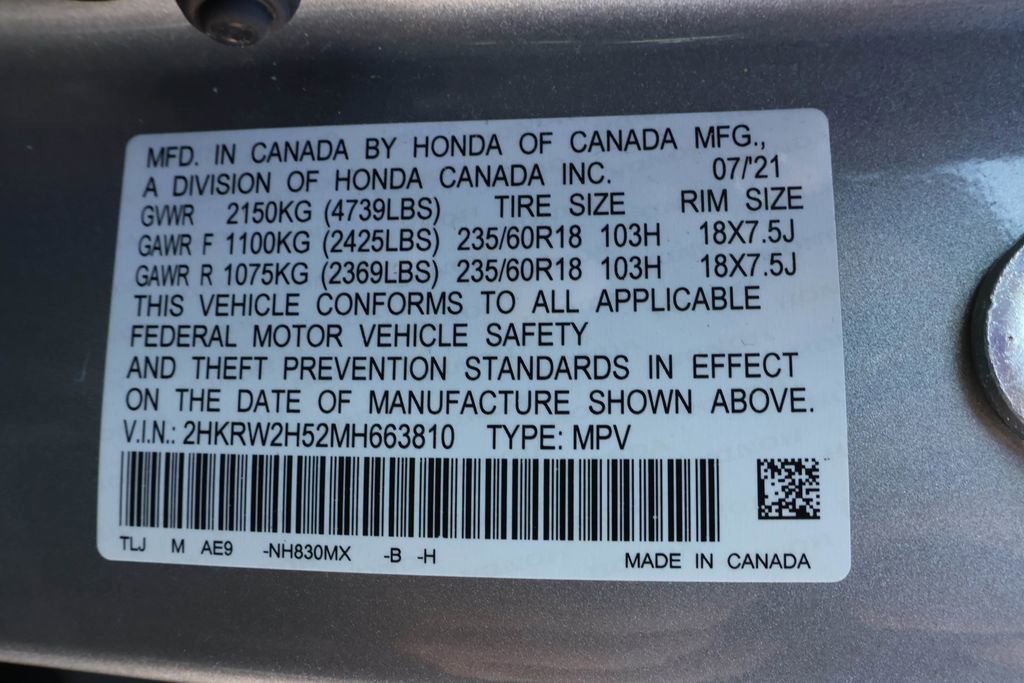 MFD. IN CANADA BY HONDA OF CANADA MFG.,
A DIVISION OF HONDA CANADA INC. 07/'21
GVWR 2150KG (4739LBS) TIRE SIZE RIM SIZE
GAWR F 1100KG (2425LBS) 235/60R18 103H 18X7.5J
GAWR R 1075KG (2369LBS) 235/60R18 103H 18X7.5J
THIS VEHICLE CONFORMS TO ALL APPLICABLE
FEDERAL MOTOR VEHICLE SAFETY
AND THEFT PREVENTION STANDARDS IN EFFECT
ON THE DATE OF MANUFACTURE SHOWN ABOVE.
V.I.N.: 2HKRW2H52MH663810 TYPE: MPV
TLJ M AE9 -NH830MX -B -H
MADE IN CANADA